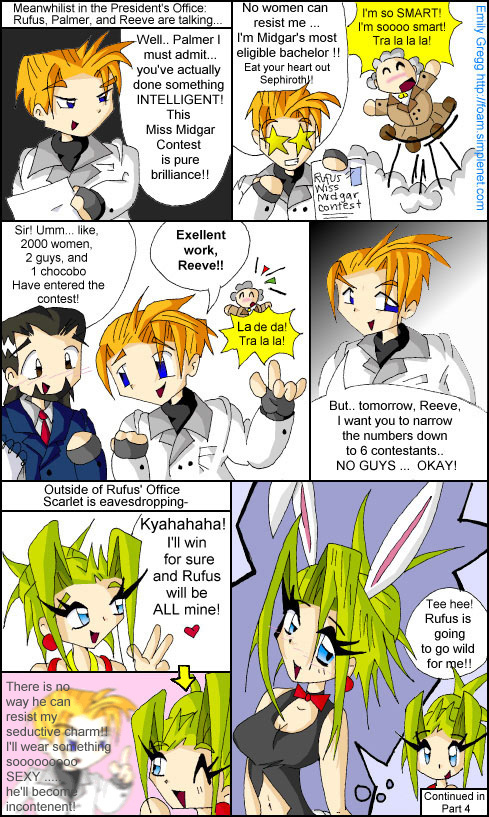 Meanwhilist in the President's Office:
Rufus, Palmer, and Reeve are talking...
Well.. Palmer I
must admit...
you've actually
done something
INTELLIGENT!
This
Miss Midgar
Contest
is pure
brilliance!!
No women can
resist me ...
I'm Midgar's most
eligible bachelor !!
Eat your heart out
Sephiroth!!
I'm so SMART!
I'm soooo smart!
Tra la la la!
Rufus
Miss
Midgar
Contest
Emily Gregg http://foam.simplenet.com
Sir! Umm... like,
2000 women,
2 guys, and
1 chocobo
Have entered the
contest!
Exellent
work,
Reeve!!
La de da!
Tra la la!
But.. tomorrow, Reeve,
I want you to narrow
the numbers down
to 6 contestants..
NO GUYS ... OKAY!
Outside of Rufus' Office
Scarlet is eavesdropping-
Kyahahaha!
I'll win
for sure
and Rufus
will be
ALL mine!
There is no
way he can
resist my
seductive charm!!
I'll wear something
sooooooooo
SEXY .....
he'll become
incontenent!
Tee hee!
Rufus is
going
to go wild
for me!!
Continued in
Part 4